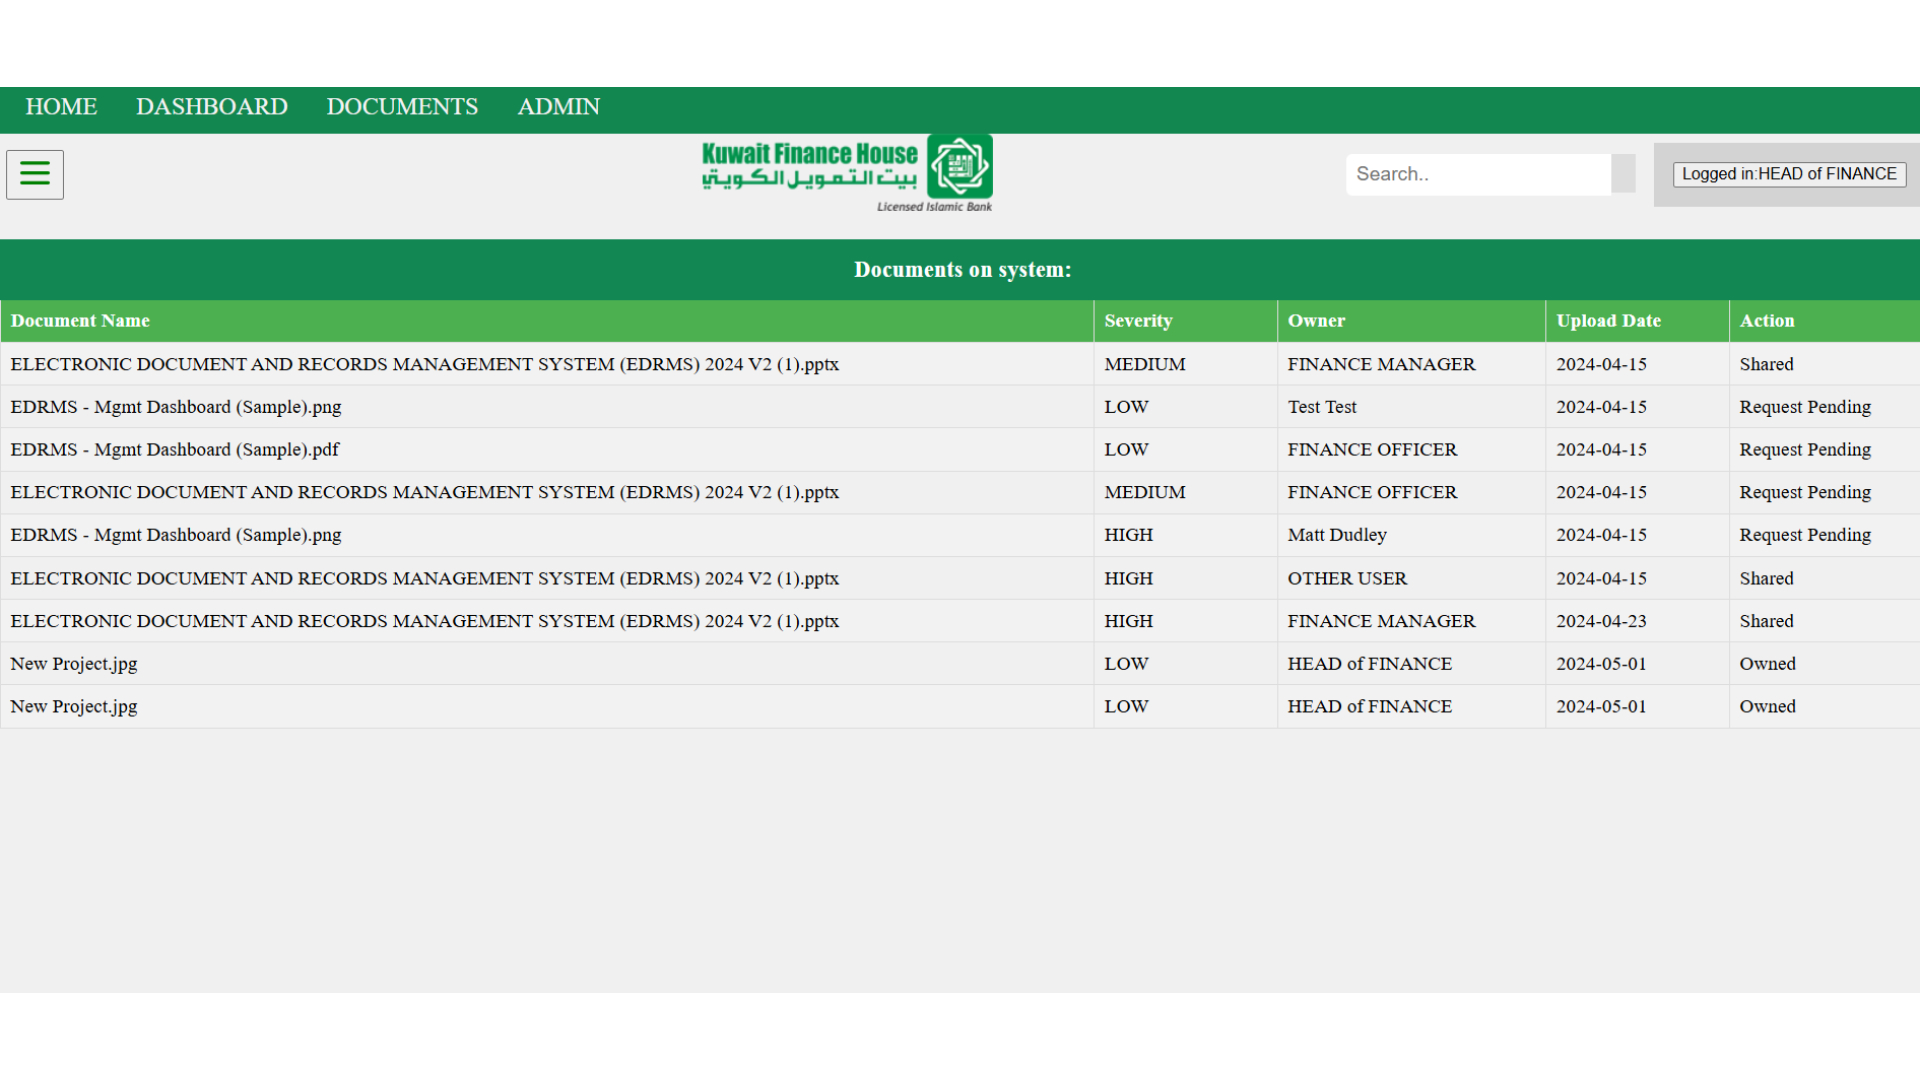 HOME DASHBOARD DOCUMENTS ADMIN
Kuwait Finance House
بيت التمويل الكويتي
Licensed Islamic Bank
Search..
Logged in:HEAD of FINANCE
Documents on system:
Document Name Severity Owner Upload Date Action
ELECTRONIC DOCUMENT AND RECORDS MANAGEMENT SYSTEM (EDRMS) 2024 V2 (1).pptx MEDIUM FINANCE MANAGER 2024-04-15 Shared
EDRMS - Mgmt Dashboard (Sample).png LOW Test Test 2024-04-15 Request Pending
EDRMS - Mgmt Dashboard (Sample).pdf LOW FINANCE OFFICER 2024-04-15 Request Pending
ELECTRONIC DOCUMENT AND RECORDS MANAGEMENT SYSTEM (EDRMS) 2024 V2 (1).pptx MEDIUM FINANCE OFFICER 2024-04-15 Request Pending
EDRMS - Mgmt Dashboard (Sample).png HIGH Matt Dudley 2024-04-15 Request Pending
ELECTRONIC DOCUMENT AND RECORDS MANAGEMENT SYSTEM (EDRMS) 2024 V2 (1).pptx HIGH OTHER USER 2024-04-15 Shared
ELECTRONIC DOCUMENT AND RECORDS MANAGEMENT SYSTEM (EDRMS) 2024 V2 (1).pptx HIGH FINANCE MANAGER 2024-04-23 Shared
New Project.jpg LOW HEAD of FINANCE 2024-05-01 Owned
New Project.jpg LOW HEAD of FINANCE 2024-05-01 Owned